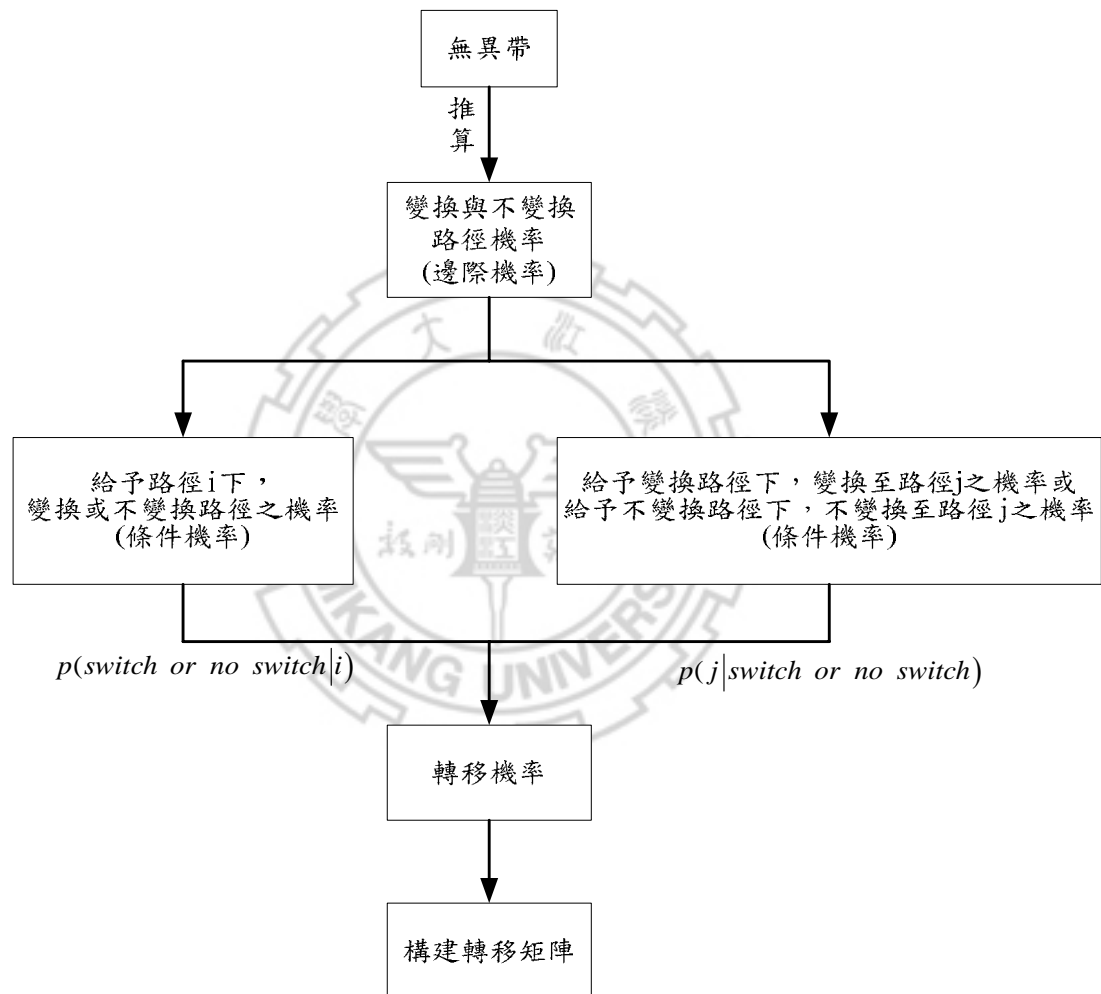 無異帶
推
算
變換與不變換
路徑機率
(邊際機率)
大 江
給予路徑i下，
變換或不變換路徑之機率
(條件機率)
給予變換路徑下，變換至路徑j之機率或
給予不變換路徑下，不變換至路徑j之機率
(條件機率)
剛
MKANG UNIVERS
p(switch or no switch|i)
p(j|switch or no switch)
轉移機率
構建轉移矩陣